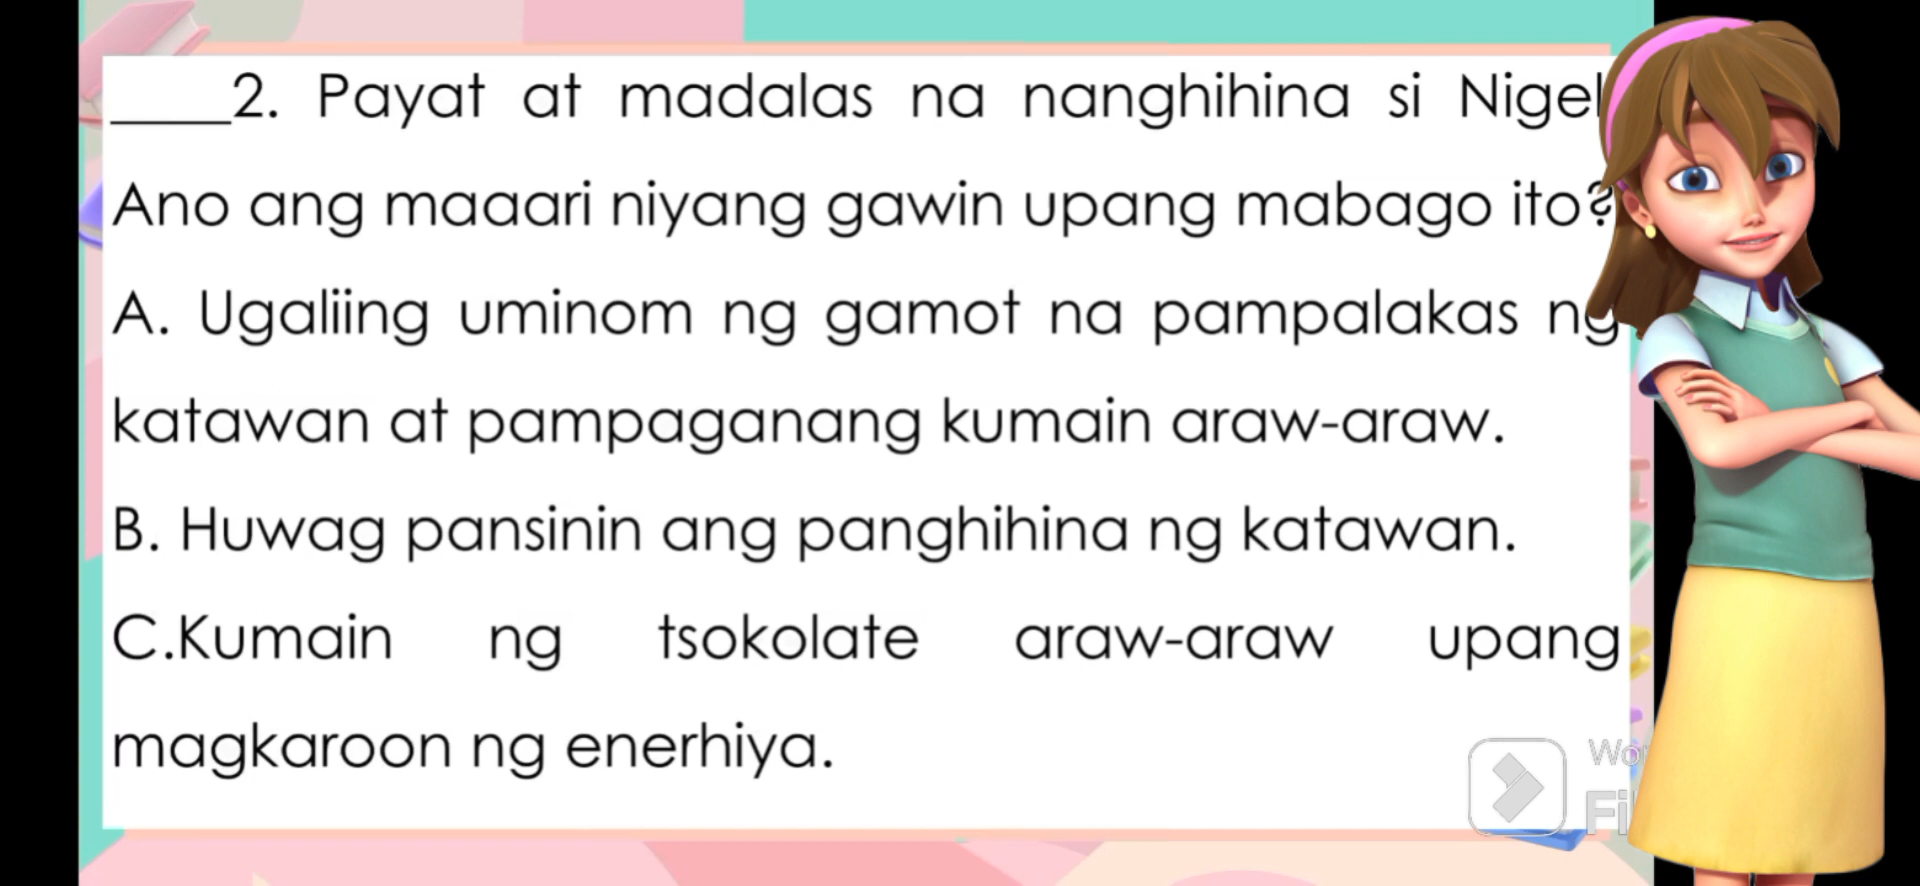 ____2. Payat at madalas na nanghihina si Nigel
Ano ang maaari niyang gawin upang mabago ito?
A. Ugaliing uminom ng gamot na pampalakas ng
katawan at pampaganang kumain araw-araw.
B. Huwag pansinin ang panghihina ng katawan.
C.Kumain ng tsokolate araw-araw upang
magkaroon ng enerhiya.